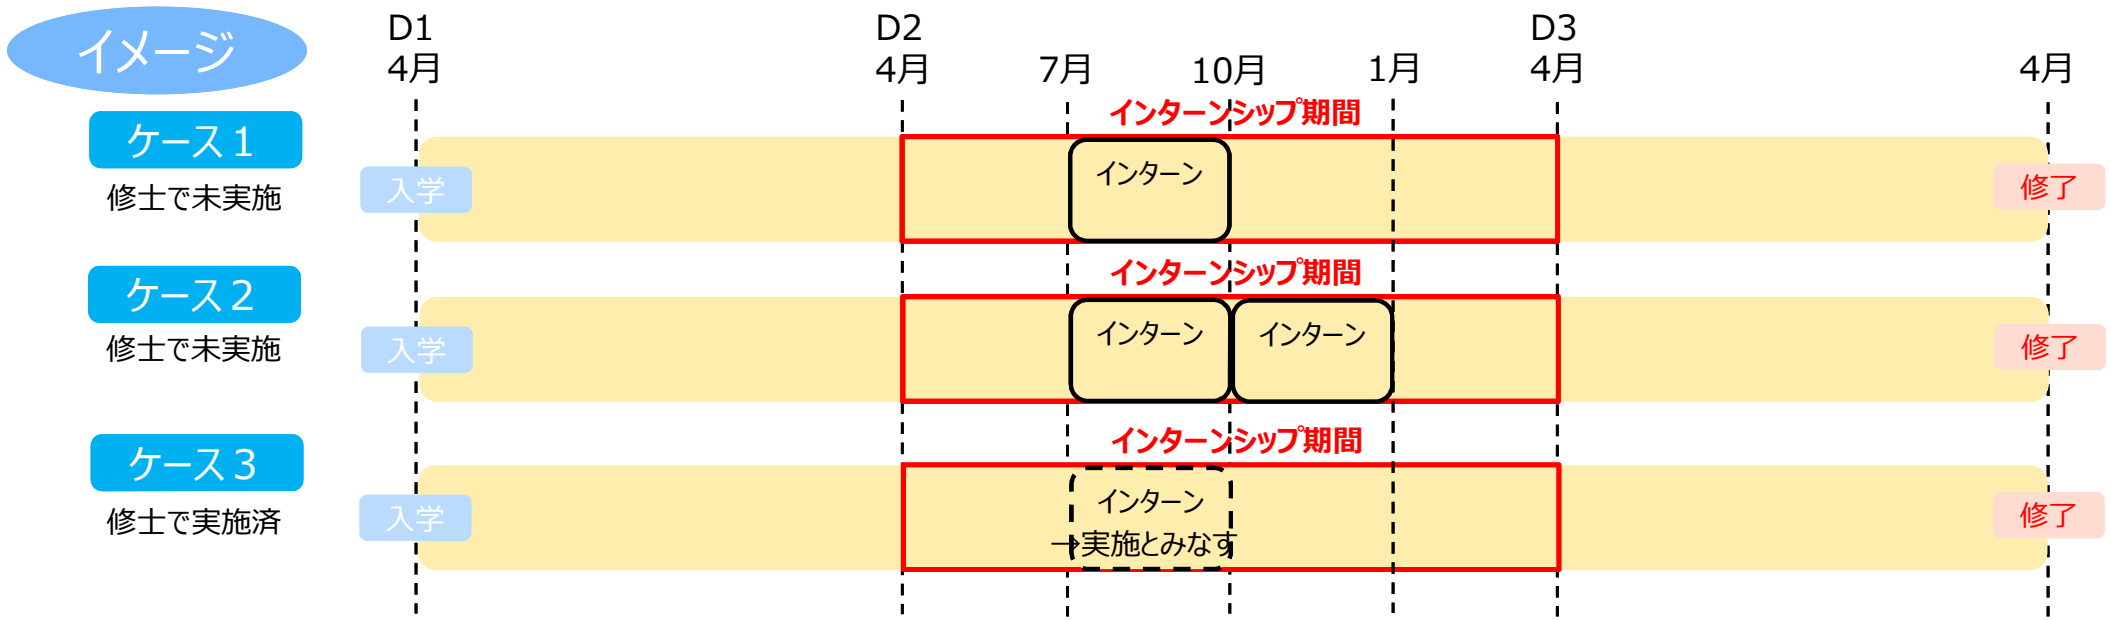 イメージ
D1
4月
D2
4月
7月
10月
1月
D3
4月
4月
ケース1
修士で未実施
入学
インターンシップ期間
インターン
修了
ケース2
修士で未実施
入学
インターンシップ期間
インターン
インターン
修了
ケース3
修士で実施済
入学
インターンシップ期間
インターン
→実施とみなす
修了